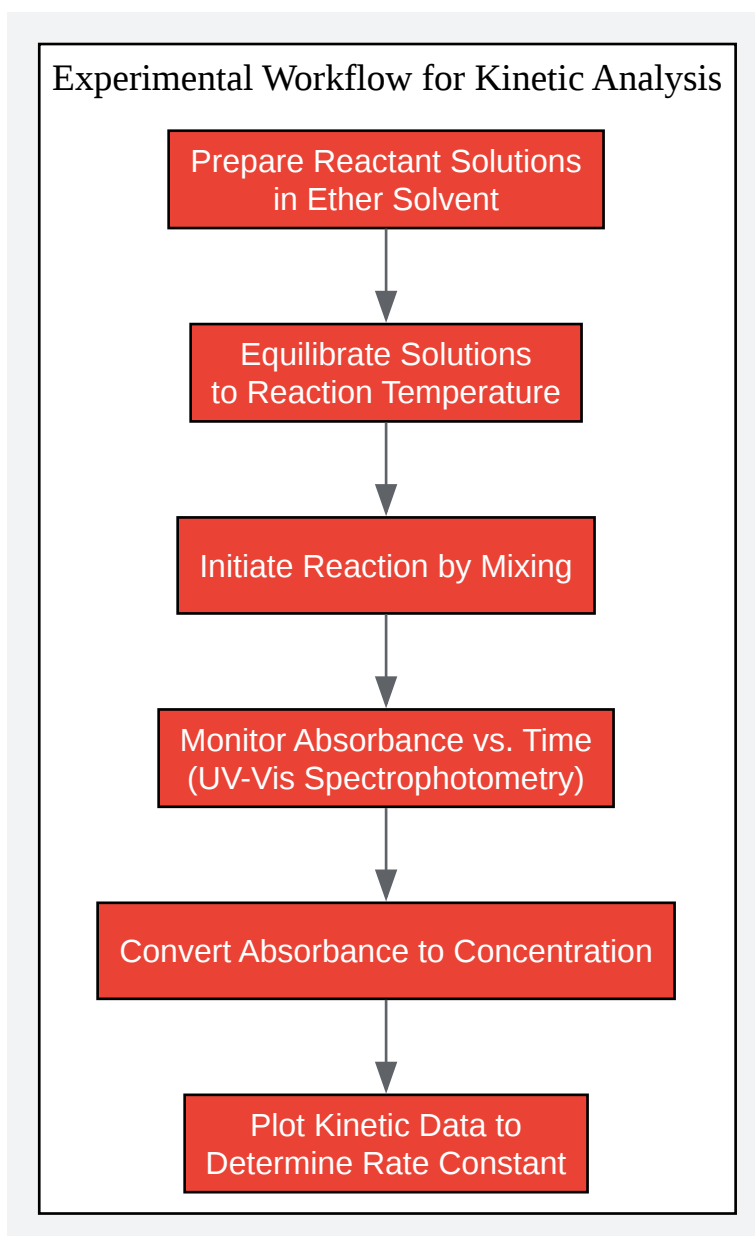 Experimental Workflow for Kinetic Analysis
Prepare Reactant Solutions
in Ether Solvent
Equilibrate Solutions
to Reaction Temperature
Initiate Reaction by Mixing
Monitor Absorbance vs. Time
(UV-Vis Spectrophotometry)
Convert Absorbance to Concentration
Plot Kinetic Data to
Determine Rate Constant